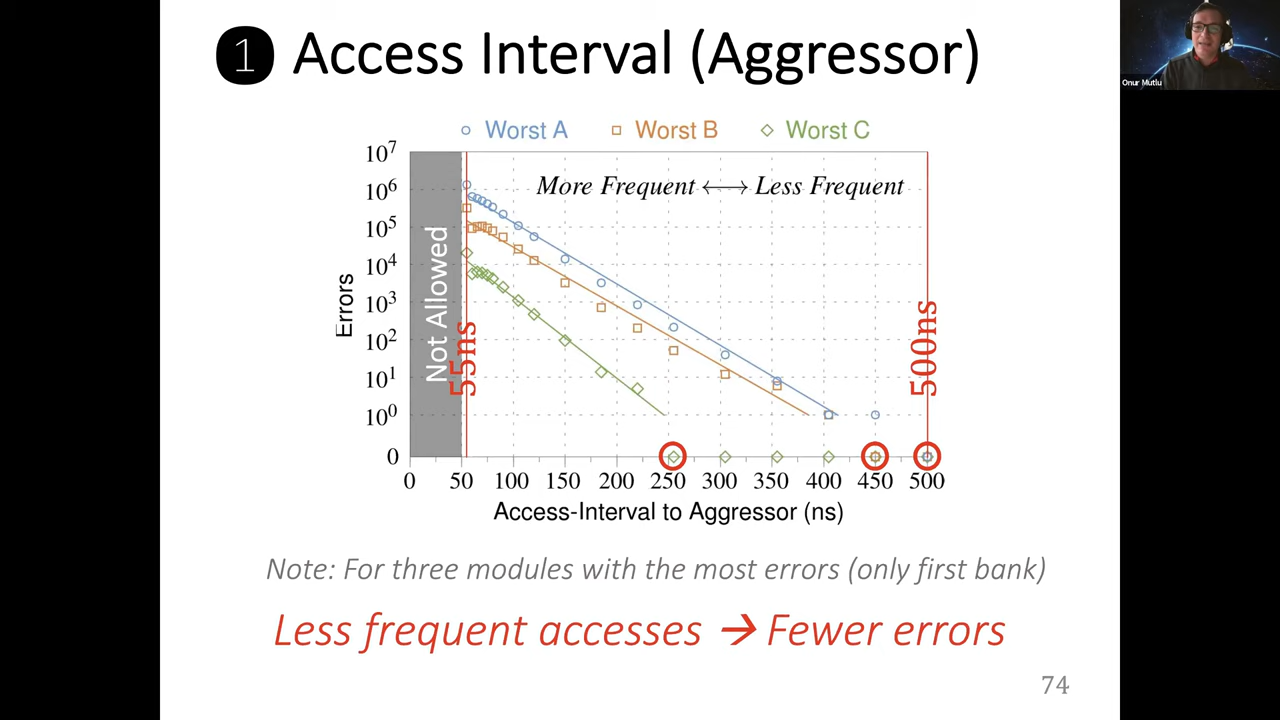 1 Access Interval (Aggressor)
Onur Mutlu
Worst A Worst B Worst C
More Frequent ⟷ Less Frequent
10⁷
10⁶
10⁵
10⁴
10³
10²
10¹
10⁰
0
Errors
Not Allowed
55ns
500ns
0 50 100 150 200 250 300 350 400 450 500
Access-Interval to Aggressor (ns)
Note: For three modules with the most errors (only first bank)
Less frequent accesses → Fewer errors
74